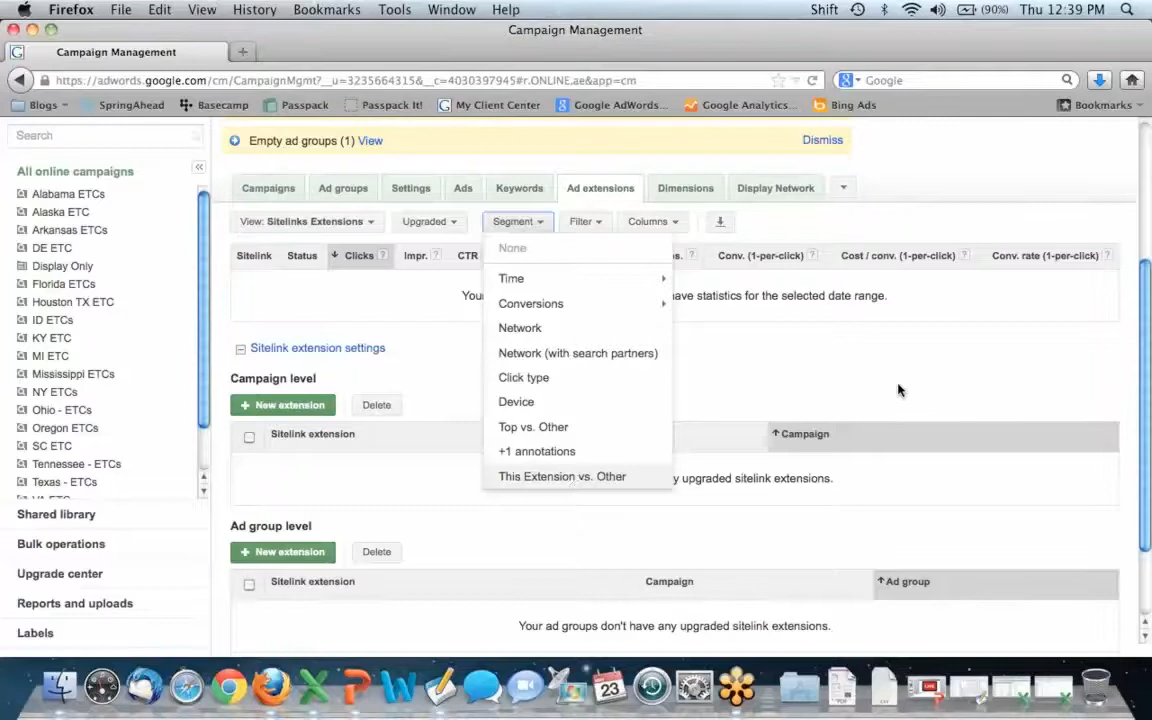 Firefox File Edit View History Bookmarks Tools Window Help Shift (90%) Thu 12:39 PM
Campaign Management
Campaign Management
https://adwords.google.com/cm/CampaignMgmt?__u=3235664315&__c=4030397945#r.ONLINE.ae&app=cm Google
Blogs SpringAhead Basecamp Passpack Passpack It! My Client Center Google AdWords... Google Analytics... Bing Ads Bookmarks
Search
Empty ad groups (1) View Dismiss
All online campaigns
Alabama ETCs
Alaska ETC
Arkansas ETCs
DE ETC
Display Only
Florida ETCs
Houston TX ETC
ID ETCs
KY ETC
MI ETC
Mississippi ETCs
NY ETCs
Ohio - ETCs
Oregon ETCs
SC ETC
Tennessee - ETCs
Texas - ETCs
VA ETCs
Shared library
Bulk operations
Upgrade center
Reports and uploads
Labels
Campaigns Ad groups Settings Ads Keywords Ad extensions Dimensions Display Network
View: Sitelinks Extensions Upgraded Segment Filter Columns
Sitelink Status Clicks ? Impr. ? CTR ns. ? Conv. (1-per-click) ? Cost / conv. (1-per-click) ? Conv. rate (1-per-click) ?
You ave statistics for the selected date range.
None
Time
Conversions
Network
Network (with search partners)
Click type
Device
Top vs. Other
+1 annotations
This Extension vs. Other
Sitelink extension settings
Campaign level
+ New extension Delete
Sitelink extension Campaign
y upgraded sitelink extensions.
Ad group level
+ New extension Delete
Sitelink extension Campaign Ad group
Your ad groups don't have any upgraded sitelink extensions.
23